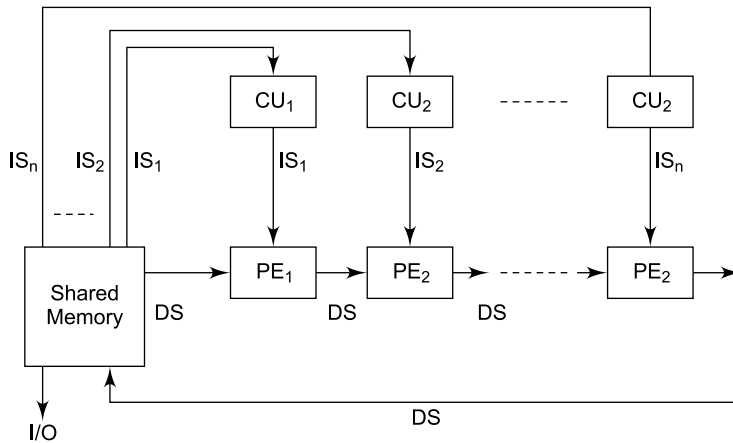 CU₁
CU₂
CU₂
ISₙ
IS₂
IS₁
IS₁
IS₂
ISₙ
Shared
Memory
PE₁
PE₂
PE₂
DS
DS
DS
DS
I/O